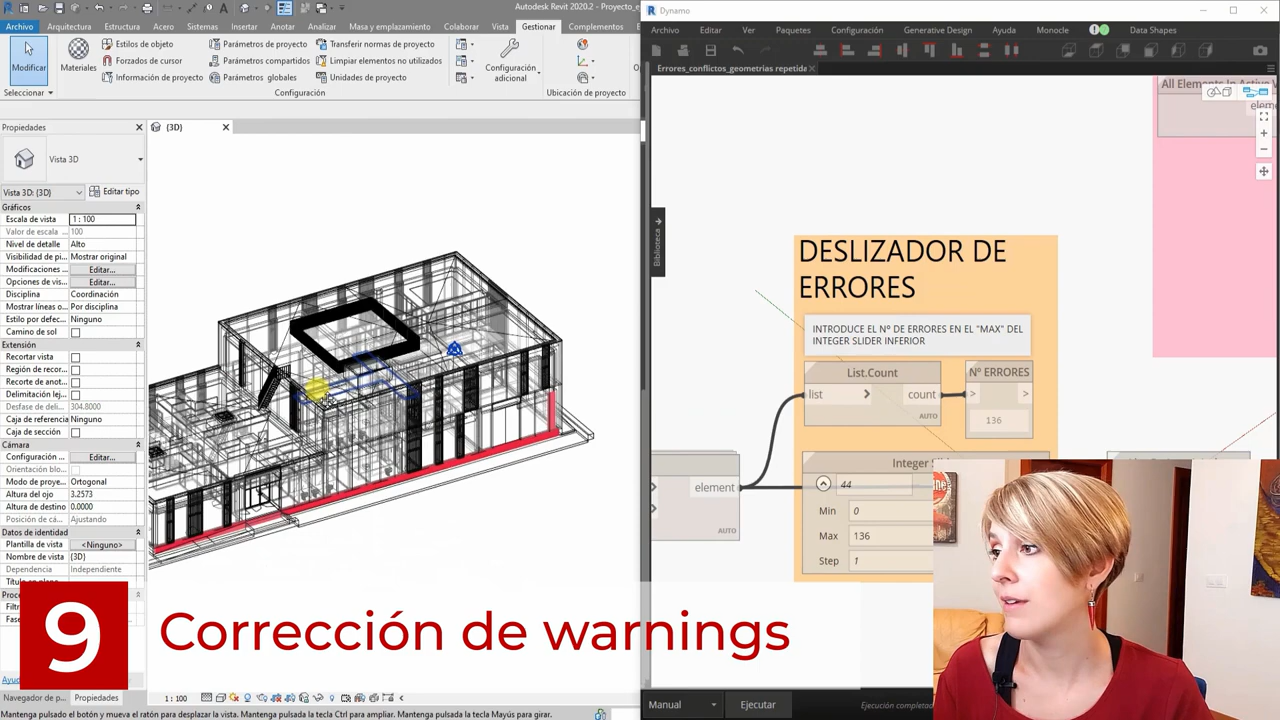 Autodesk Revit 2020.2 - Proyecto_e
Archivo Arquitectura Estructura Acero Sistemas Insertar Anotar Analizar Masa y emplazamiento Colaborar Vista Gestionar Complementos
Modificar
Materiales
Estilos de objeto
Forzados de cursor
Información de proyecto
Parámetros de proyecto
Parámetros compartidos
Parámetros globales
Transferir normas de proyecto
Limpiar elementos no utilizados
Unidades de proyecto
Configuración
adicional
Seleccionar
Configuración
Ubicación de proyecto
Propiedades
{3D}
Vista 3D
Vista 3D: {3D}
Editar tipo
Gráficos
Escala de vista 1 : 100
Valor de escala 100
Nivel de detalle Alto
Visibilidad de pi Mostrar original
Modificaciones Editar...
Opciones de vis Editar...
Disciplina Coordinación
Mostrar líneas o Por disciplina
Estilo por defec... Ninguno
Camino de sol
Extensión
Recortar vista
Región de recor...
Recorte de anot...
Delimitación lej...
Desfase de deli... 304.8000
Caja de referencia Ninguno
Caja de sección
Cámara
Configuración ... Editar...
Orientación bloq
Modo de proye... Ortogonal
Altura del ojo 3.2573
Altura de destino 0.0000
Posición de cá... Ajustando
Datos de identidad
Plantilla de vista <Ninguno>
Nombre de vista {3D}
Dependencia Independiente
Navegador de p... Propiedades
1 : 100
Mantenga pulsado el botón y mueva el ratón para desplazar la vista. Mantenga pulsada la tecla Ctrl para ampliar. Mantenga pulsada la tecla Mayús para girar.
Dynamo
Archivo Editar Ver Paquetes Configuración Generative Design Ayuda Monocle Data Shapes
Errores_conflictos_geometrias repetida
Biblioteca
All Elements In Active V
elem
DESLIZADOR DE
ERRORES
INTRODUCE EL Nº DE ERRORES EN EL "MAX" DEL
INTEGER SLIDER INFERIOR
List.Count
list > count
AUTO
Nº ERRORES
> >
136
element
AUTO
Integer Sli
44
Min 0
Max 136
Step 1
Manual
Ejecutar
Ejecución completad
9
Corrección de warnings